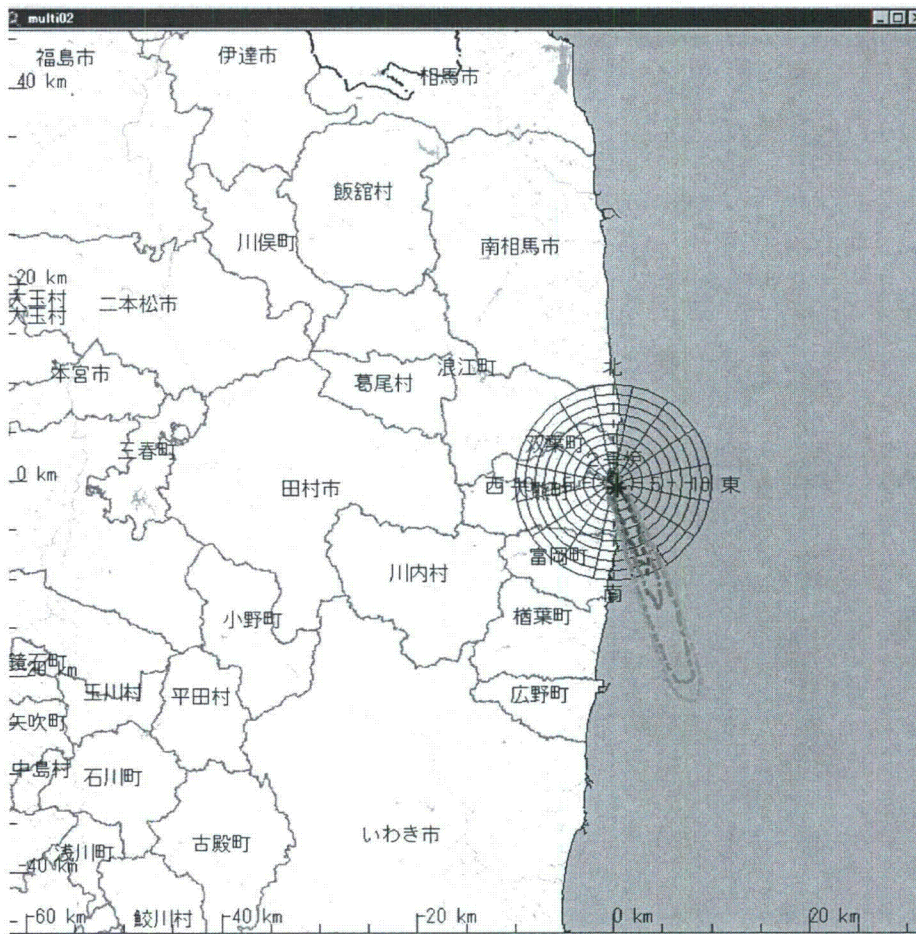 multi02
福島市
伊達市
40 km
相馬市
飯舘村
川俣町
南相馬市
20 km
大玉村
二本松市
大玉村
北
浪江町
本宮市
葛尾村
双葉町
三春町
0 km
田村市
西
東
富岡町
川内村
南
小野町
楢葉町
鏡石町
-20 km
玉川村
平田村
広野町
矢吹町
中島村
石川町
いわき市
古殿町
浅川町
-40 km
鮫川村
-60 km
-40 km
-20 km
0 km
20 km